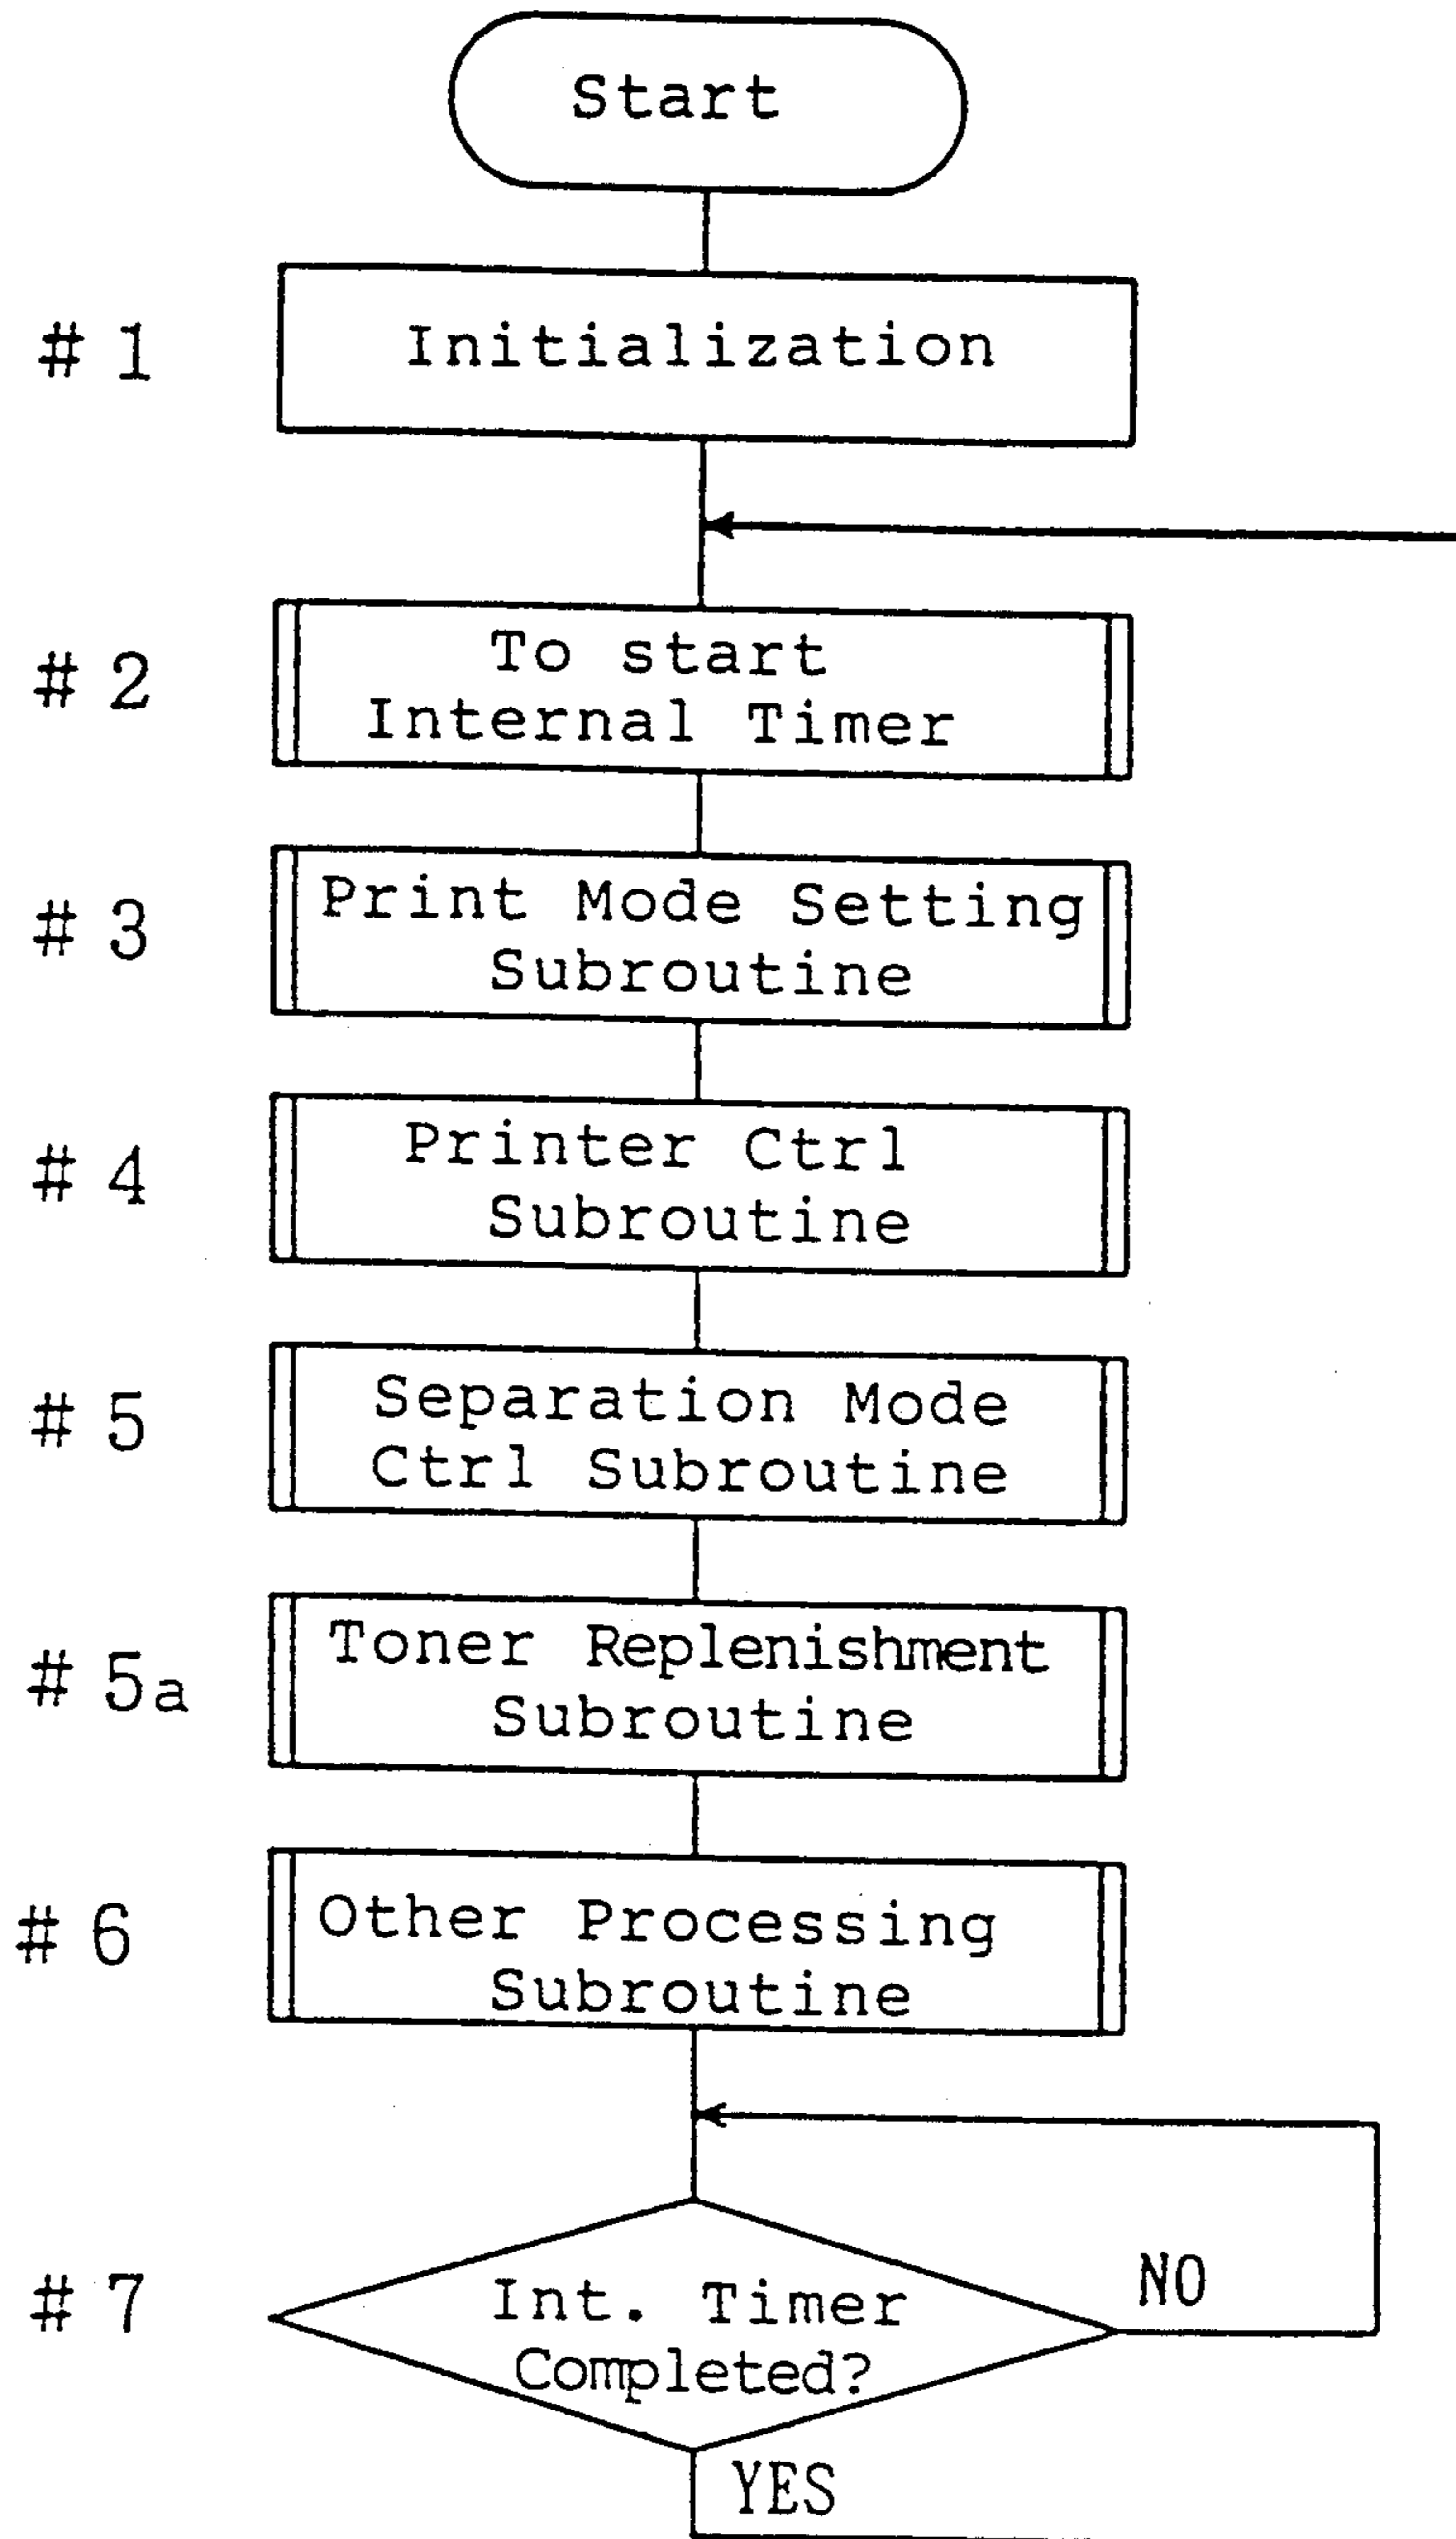 Start
# 1
Initialization
# 2
To start
Internal Timer
# 3
Print Mode Setting
Subroutine
# 4
Printer Ctrl
Subroutine
# 5
Separation Mode
Ctrl Subroutine
# 5a
Toner Replenishment
Subroutine
# 6
Other Processing
Subroutine
# 7
Int. Timer
Completed?
NO
YES